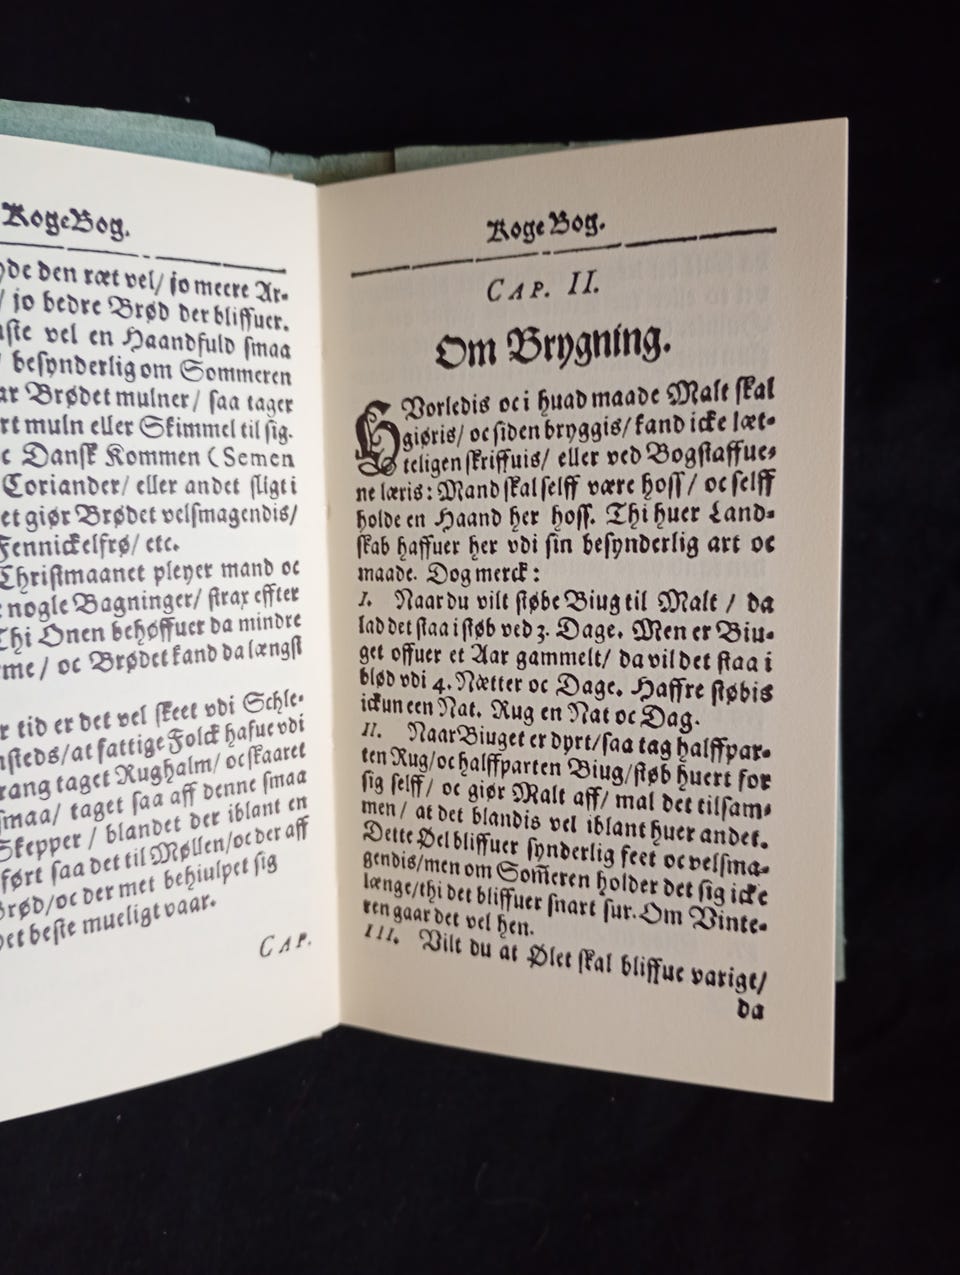 KogeBog.
de den ræt vel/ jo meere Ar-
/ jo bedre Brød der bliffuer.
vel en Haandfuld smaa
/ besynderlig om Sommeren
Brødet mulner/ saa tager
muln eller Skimmel til sig.
Dansk Kommen (Semen
Coriander/ eller andet sligt i
et giør Brødet velsmagendis/
Fennickelfrø/ etc.
Christmaanet pleyer mand oc
nogle Bagninger/ strax effter
Thi Onen behøffuer da mindre
/ oc Brødet kand da længst
tid er det vel skeet vdi Schle-
/at fattige Folck hafue vdi
taget Rughalm/ oc skaaret
smaa/ taget saa aff denne smaa
Skepper / blandet der iblant en
ført saa det til Møllen/oc der aff
Brød/oc der met behiulpet sig
det beste mueligt vaar.
CAP.
Koge Bog.
CAP. II.
Om Brygning.
HVorledis oc i huad maade Malt skal
giøris/ oc siden bryggis/ kand icke læt-
teligen skriffuis/ eller ved Bogstaffue-
ne læris: Mand skal selff være hoss/ oc selff
holde en Haand her hoss. Thi huer Land-
skab haffuer her vdi sin besynderlig art oc
maade. Dog merck:
I. Naar du vilt støbe Biug til Malt / da
lad det staa i støb ved 3. Dage. Men er Biu-
get offuer et Aar gammelt/ da vil det staa i
blød vdi 4. Nætter oc Dage. Haffre støbis
ickun een Nat. Rug en Nat oc Dag.
II. Naar Biuget er dyrt/saa tag halffpar-
ten Rug/oc halffparten Biug/støb huert for
sig selff/ oc giør Malt aff/ mal det tilsam-
men/ at det blandis vel iblant huer andet.
Dette Øel bliffuer synderlig feet oc velsma-
gendis/men om Som̅eren holder det sig icke
længe/thi det bliffuer snart sur. Om Vinte-
ren gaar det vel hen.
III. Vilt du at Ølet skal bliffue varige/
da